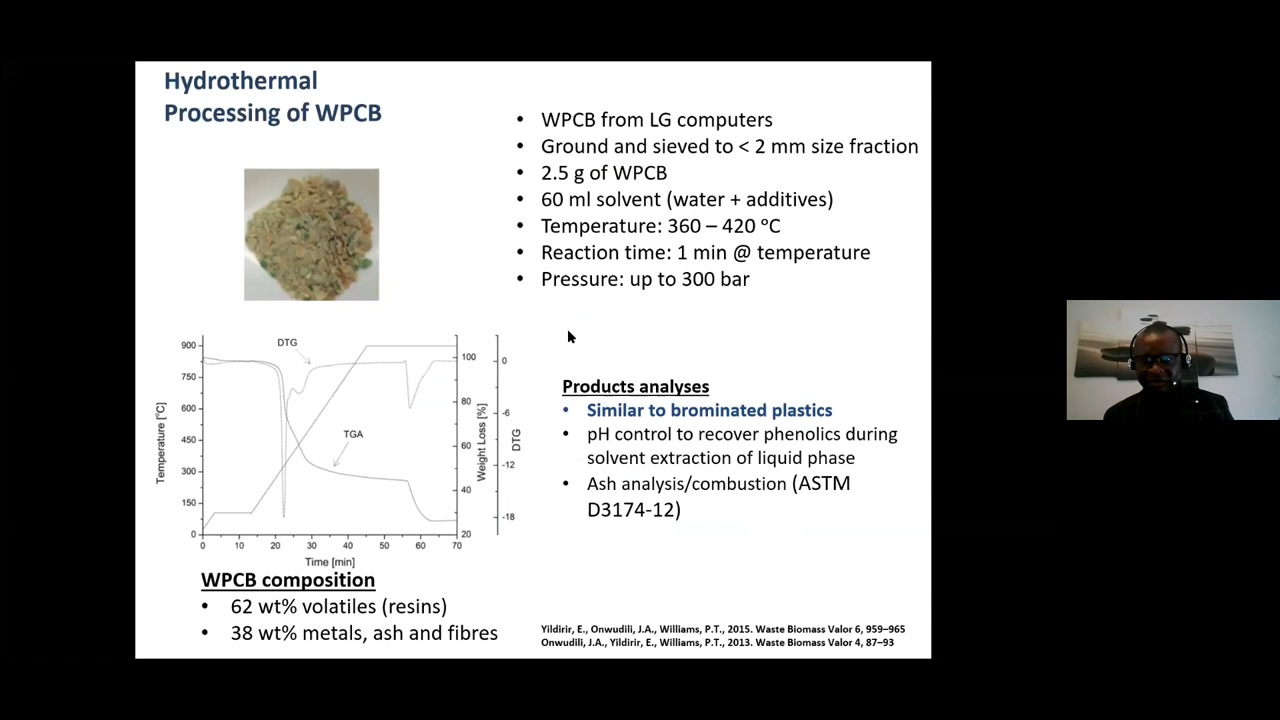 Hydrothermal
Processing of WPCB
• WPCB from LG computers
• Ground and sieved to < 2 mm size fraction
• 2.5 g of WPCB
• 60 ml solvent (water + additives)
• Temperature: 360 – 420 °C
• Reaction time: 1 min @ temperature
• Pressure: up to 300 bar
DTG
TGA
900
750
600
450
300
150
0
Temperature [°C]
100
80
60
40
20
Weight Loss [%]
0
-6
-12
-18
DTG
0 10 20 30 40 50 60 70
Time [min]
Products analyses
• Similar to brominated plastics
• pH control to recover phenolics during
solvent extraction of liquid phase
• Ash analysis/combustion (ASTM
D3174-12)
WPCB composition
• 62 wt% volatiles (resins)
• 38 wt% metals, ash and fibres
Yildirir, E., Onwudili, J.A., Williams, P.T., 2015. Waste Biomass Valor 6, 959–965
Onwudili, J.A., Yildirir, E., Williams, P.T., 2013. Waste Biomass Valor 4, 87–93